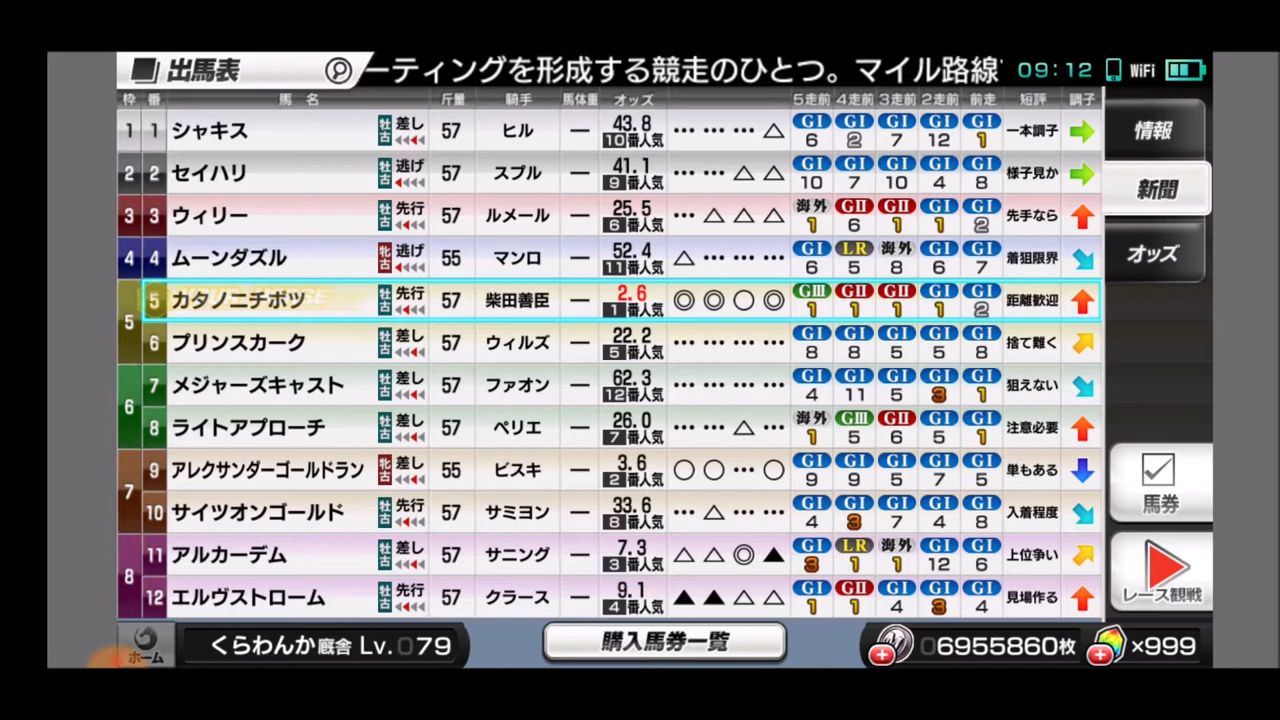 出馬表 ーティングを形成する競走のひとつ。マイル路線 09:12 WiFi
枠 番 馬名 斤量 騎手 馬体重 オッズ 5走前 4走前 3走前 2走前 前走 短評 調子
1 1 シャキス 牡古 差し 57 ヒル ― 43.8 10番人気 … … … △ GI 6 GI 2 GI 7 GI 12 GI 1 一本調子
2 2 セイハリ 牡古 逃げ 57 スプル ― 41.1 9番人気 … … △ △ GI 10 GI 7 GI 10 GI 4 GI 8 様子見か
3 3 ウィリー 牡古 先行 57 ルメール ― 25.5 6番人気 … △ △ △ 海外 1 GII 6 GII 1 GI 1 GI 2 先手なら
4 4 ムーンダズル 牝古 逃げ 55 マンロ ― 52.4 11番人気 △ … … … GI 6 LR 5 海外 8 GI 6 GI 7 着狙限界
5 5 カタノニチボツ 牡古 先行 57 柴田善臣 ― 2.6 1番人気 ◎ ◎ ○ ◎ GIII 1 GII 1 GII 1 GI 1 GI 2 距離歓迎
6 プリンスカーク 牡古 差し 57 ウィルズ ― 22.2 5番人気 … … … … GI 8 GI 8 GI 5 GI 5 GI 8 捨て難く
6 7 メジャーズキャスト 牡古 差し 57 ファオン ― 62.3 12番人気 … … … … GI 4 GI 11 GI 5 GI 3 GI 1 狙えない
8 ライトアプローチ 牡古 差し 57 ペリエ ― 26.0 7番人気 … … △ … 海外 1 GIII 5 GII 6 GI 5 GI 1 注意必要
7 9 アレクサンダーゴールドラン 牝古 差し 55 ビスキ ― 3.6 2番人気 ○ ○ … ○ GI 9 GI 9 GI 5 GI 7 GI 5 単もある
10 サイツオンゴールド 牡古 先行 57 サミヨン ― 33.6 8番人気 … △ … … GI 4 GI 3 GI 7 GI 4 GI 8 入着程度
8 11 アルカーデム 牡古 差し 57 サニング ― 7.3 3番人気 △ △ ◎ ▲ GI 3 LR 1 海外 1 GI 12 GI 6 上位争い
12 エルヴストローム 牡古 先行 57 クラース ― 9.1 4番人気 ▲ ▲ △ △ GI 1 GII 1 GI 4 GI 3 GI 4 見場作る
情報
新聞
オッズ
馬券
レース観戦
ホーム くらわんか厩舎 Lv.079 購入馬券一覧 06955860枚 ×999